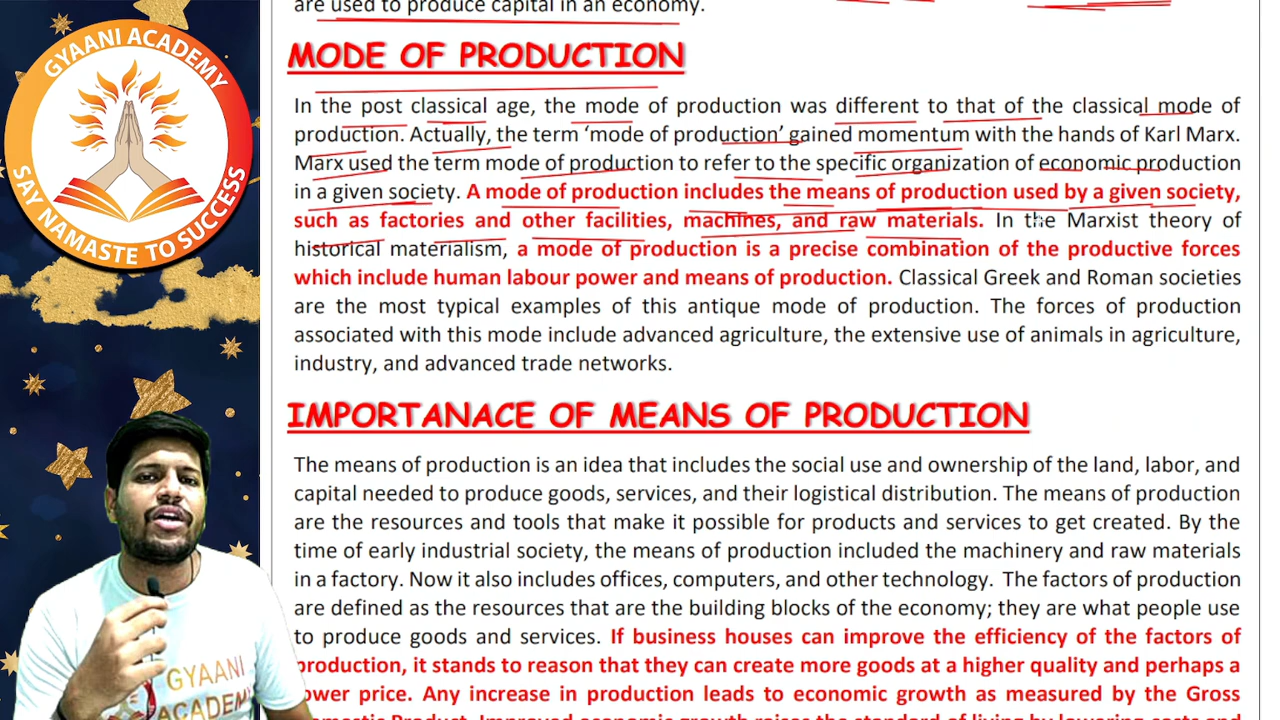 GYAANI ACADEMY
SAY NAMASTE TO SUCCESS
are used to produce capital in an economy.
MODE OF PRODUCTION
In the post classical age, the mode of production was different to that of the classical mode of
production. Actually, the term ‘mode of production’ gained momentum with the hands of Karl Marx.
Marx used the term mode of production to refer to the specific organization of economic production
in a given society. A mode of production includes the means of production used by a given society,
such as factories and other facilities, machines, and raw materials. In the Marxist theory of
historical materialism, a mode of production is a precise combination of the productive forces
which include human labour power and means of production. Classical Greek and Roman societies
are the most typical examples of this antique mode of production. The forces of production
associated with this mode include advanced agriculture, the extensive use of animals in agriculture,
industry, and advanced trade networks.
IMPORTANACE OF MEANS OF PRODUCTION
The means of production is an idea that includes the social use and ownership of the land, labor, and
capital needed to produce goods, services, and their logistical distribution. The means of production
are the resources and tools that make it possible for products and services to get created. By the
time of early industrial society, the means of production included the machinery and raw materials
in a factory. Now it also includes offices, computers, and other technology. The factors of production
are defined as the resources that are the building blocks of the economy; they are what people use
to produce goods and services. If business houses can improve the efficiency of the factors of
production, it stands to reason that they can create more goods at a higher quality and perhaps a
lower price. Any increase in production leads to economic growth as measured by the Gross
Domestic Product. Improved economic growth raises the standard of living by lowering costs and
GYAANI
ACADEMY